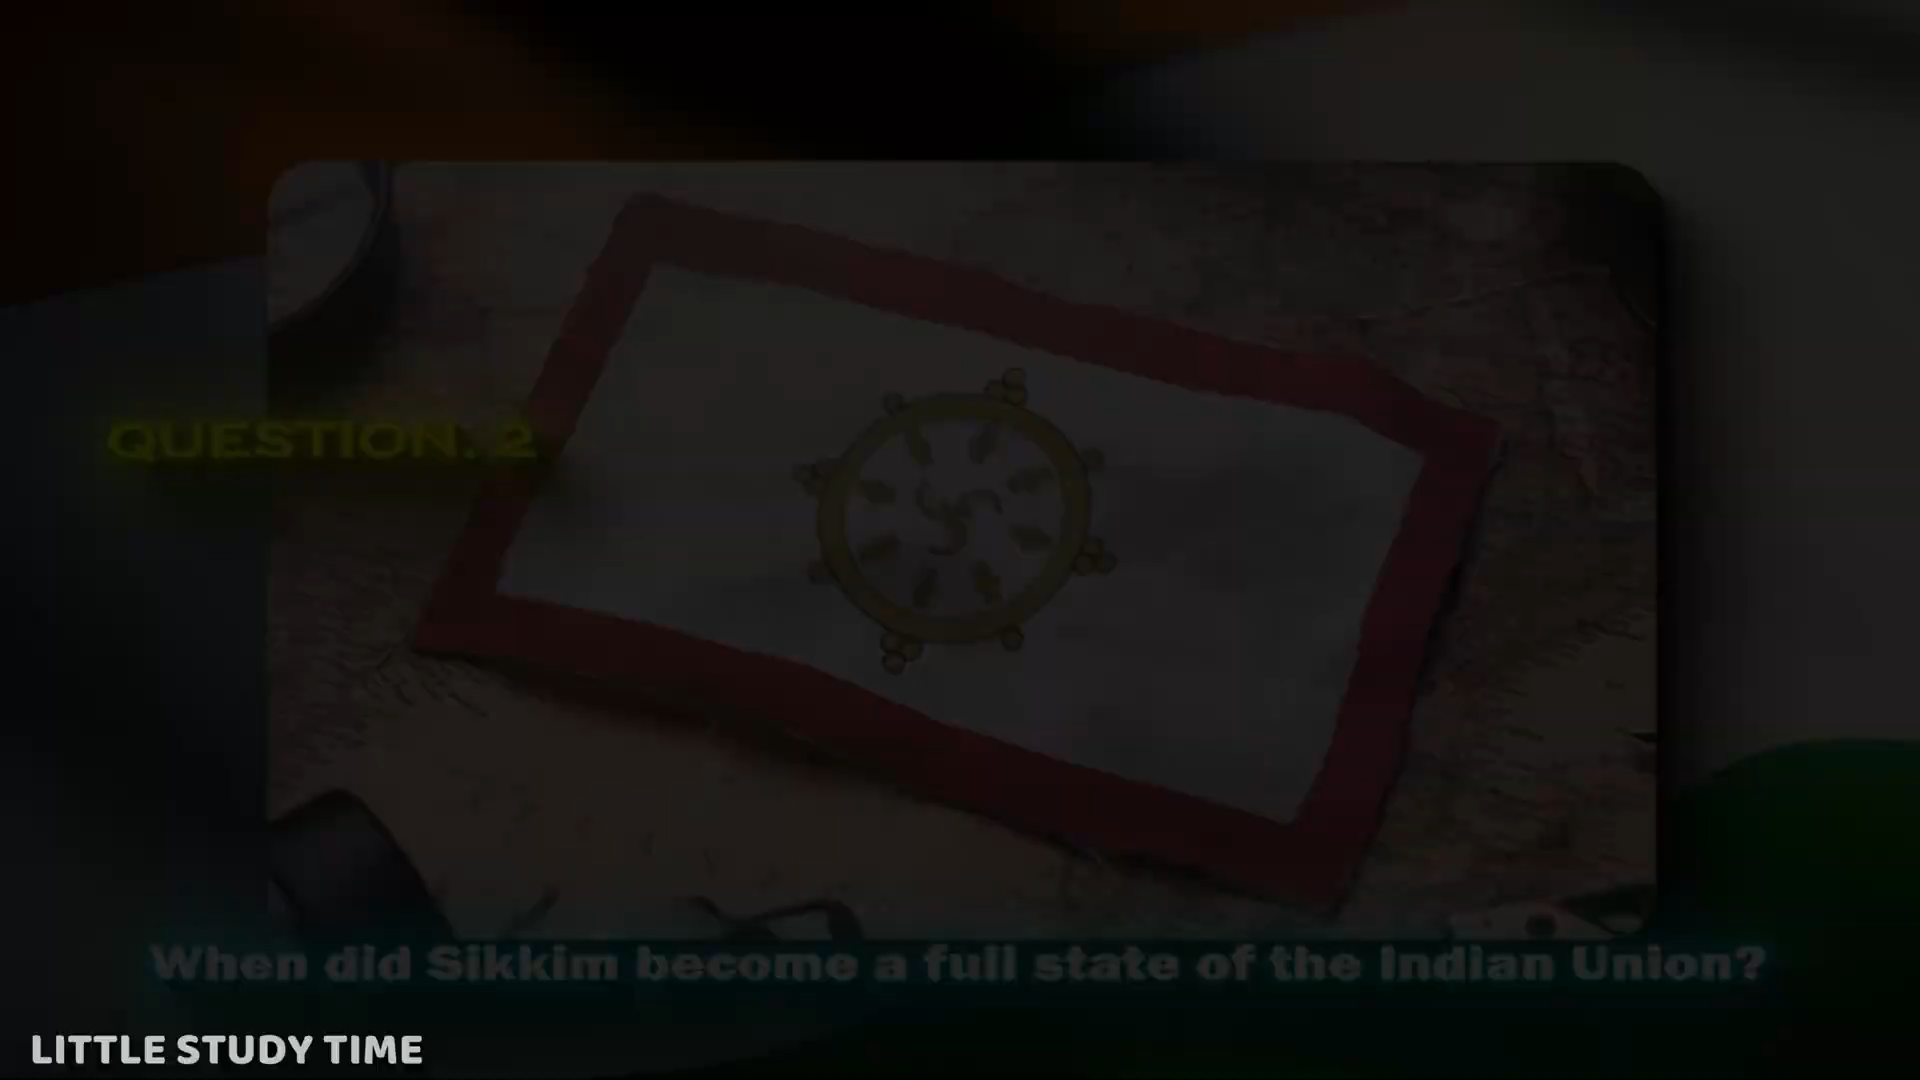 QUESTION. 2
When did Sikkim become a full state of the Indian Union?
LITTLE STUDY TIME